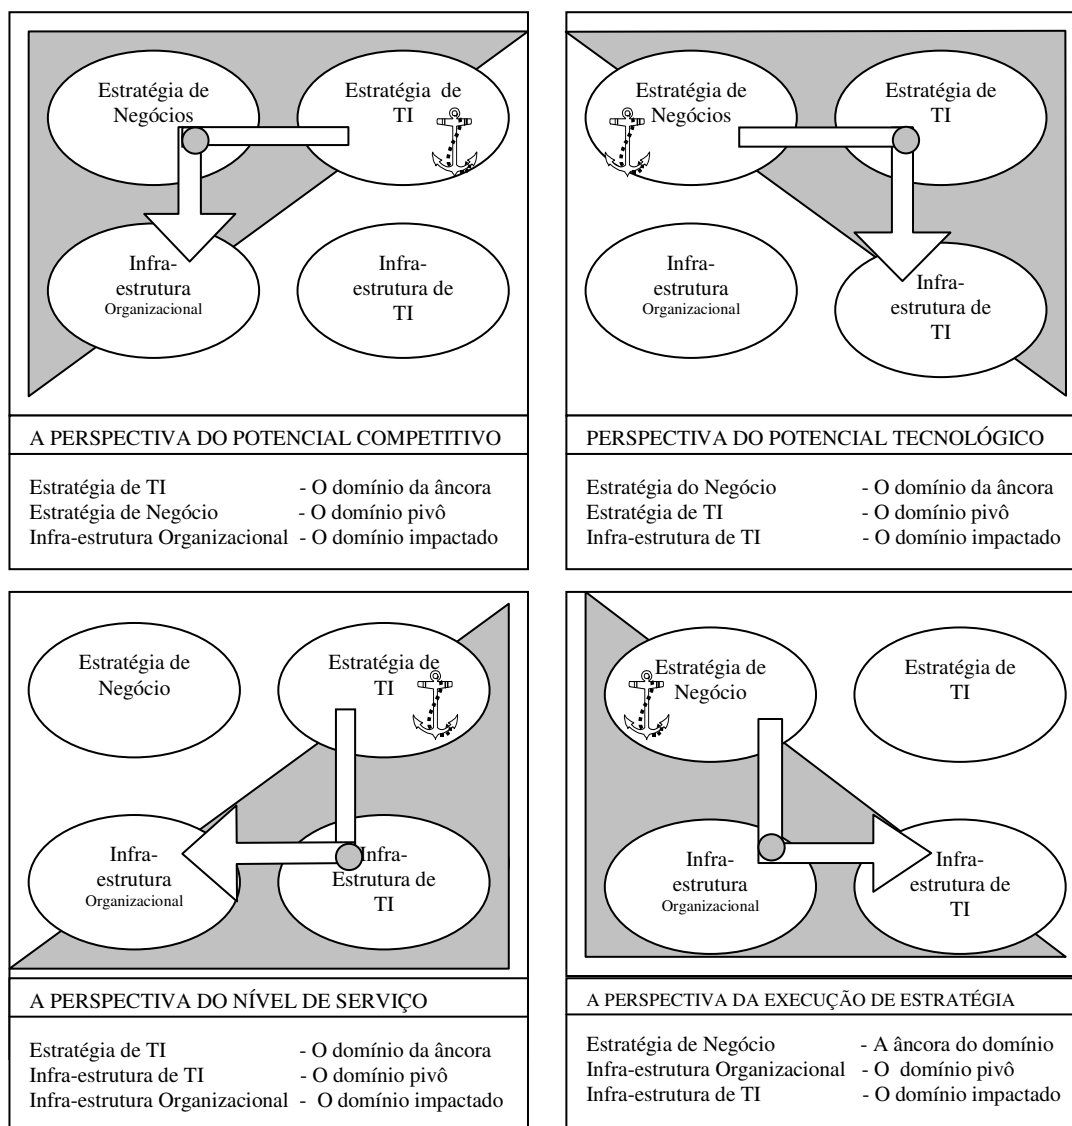 Estratégia de
Negócios
Estratégia de
TI
Infra-
estrutura
Organizacional
Infra-
estrutura de
TI
A PERSPECTIVA DO POTENCIAL COMPETITIVO
Estratégia de TI - O domínio da âncora
Estratégia de Negócio - O domínio pivô
Infra-estrutura Organizacional - O domínio impactado
Estratégia de
Negócios
Estratégia de
TI
Infra-
estrutura
Organizacional
Infra-
estrutura de
TI
PERSPECTIVA DO POTENCIAL TECNOLÓGICO
Estratégia do Negócio - O domínio da âncora
Estratégia de TI - O domínio pivô
Infra-estrutura de TI - O domínio impactado
Estratégia de
Negócio
Estratégia de
TI
Infra-
estrutura
Organizacional
Infra-
Estrutura de
TI
A PERSPECTIVA DO NÍVEL DE SERVIÇO
Estratégia de TI - O domínio da âncora
Infra-estrutura de TI - O domínio pivô
Infra-estrutura Organizacional - O domínio impactado
Estratégia de
Negócio
Estratégia de
TI
Infra-
estrutura
Organizacional
Infra-
estrutura de
TI
A PERSPECTIVA DA EXECUÇÃO DE ESTRATÉGIA
Estratégia de Negócio - A âncora do domínio
Infra-estrutura Organizacional - O domínio pivô
Infra-estrutura de TI - O domínio impactado